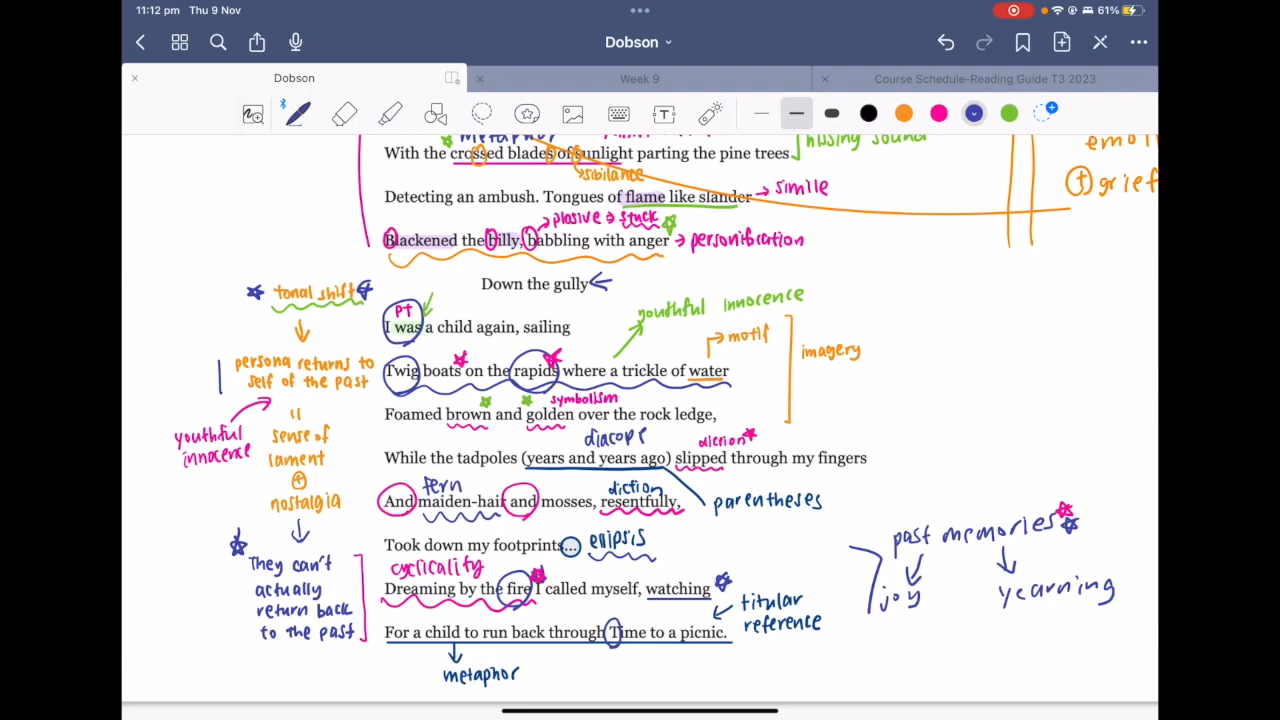 11:12 pm Thu 9 Nov
61%
Dobson
Dobson
Week 9
Course Schedule-Reading Guide T3 2023
metaphor
hissing sound
With the crossed blades of sunlight parting the pine trees
sibilance
emoti
+ grief
Detecting an ambush. Tongues of flame like slander → simile
plosive → stuck
Blackened the billy, babbling with anger → personification
Down the gully
tonal shift
PT
youthful innocence
I was a child again, sailing
motif
imagery
persona returns to
self of the past
Twig boats on the rapids where a trickle of water
symbolism
Foamed brown and golden over the rock ledge,
youthful
innocence
sense of
lament
+
nostalgia
diacope
diction
While the tadpoles (years and years ago) slipped through my fingers
fern
diction
parentheses
And maiden-hair and mosses, resentfully,
Took down my footprints... ellipsis
past memories
joy
yearning
They can't
actually
return back
to the past
cyclicality
Dreaming by the fire I called myself, watching
titular
reference
For a child to run back through Time to a picnic.
metaphor